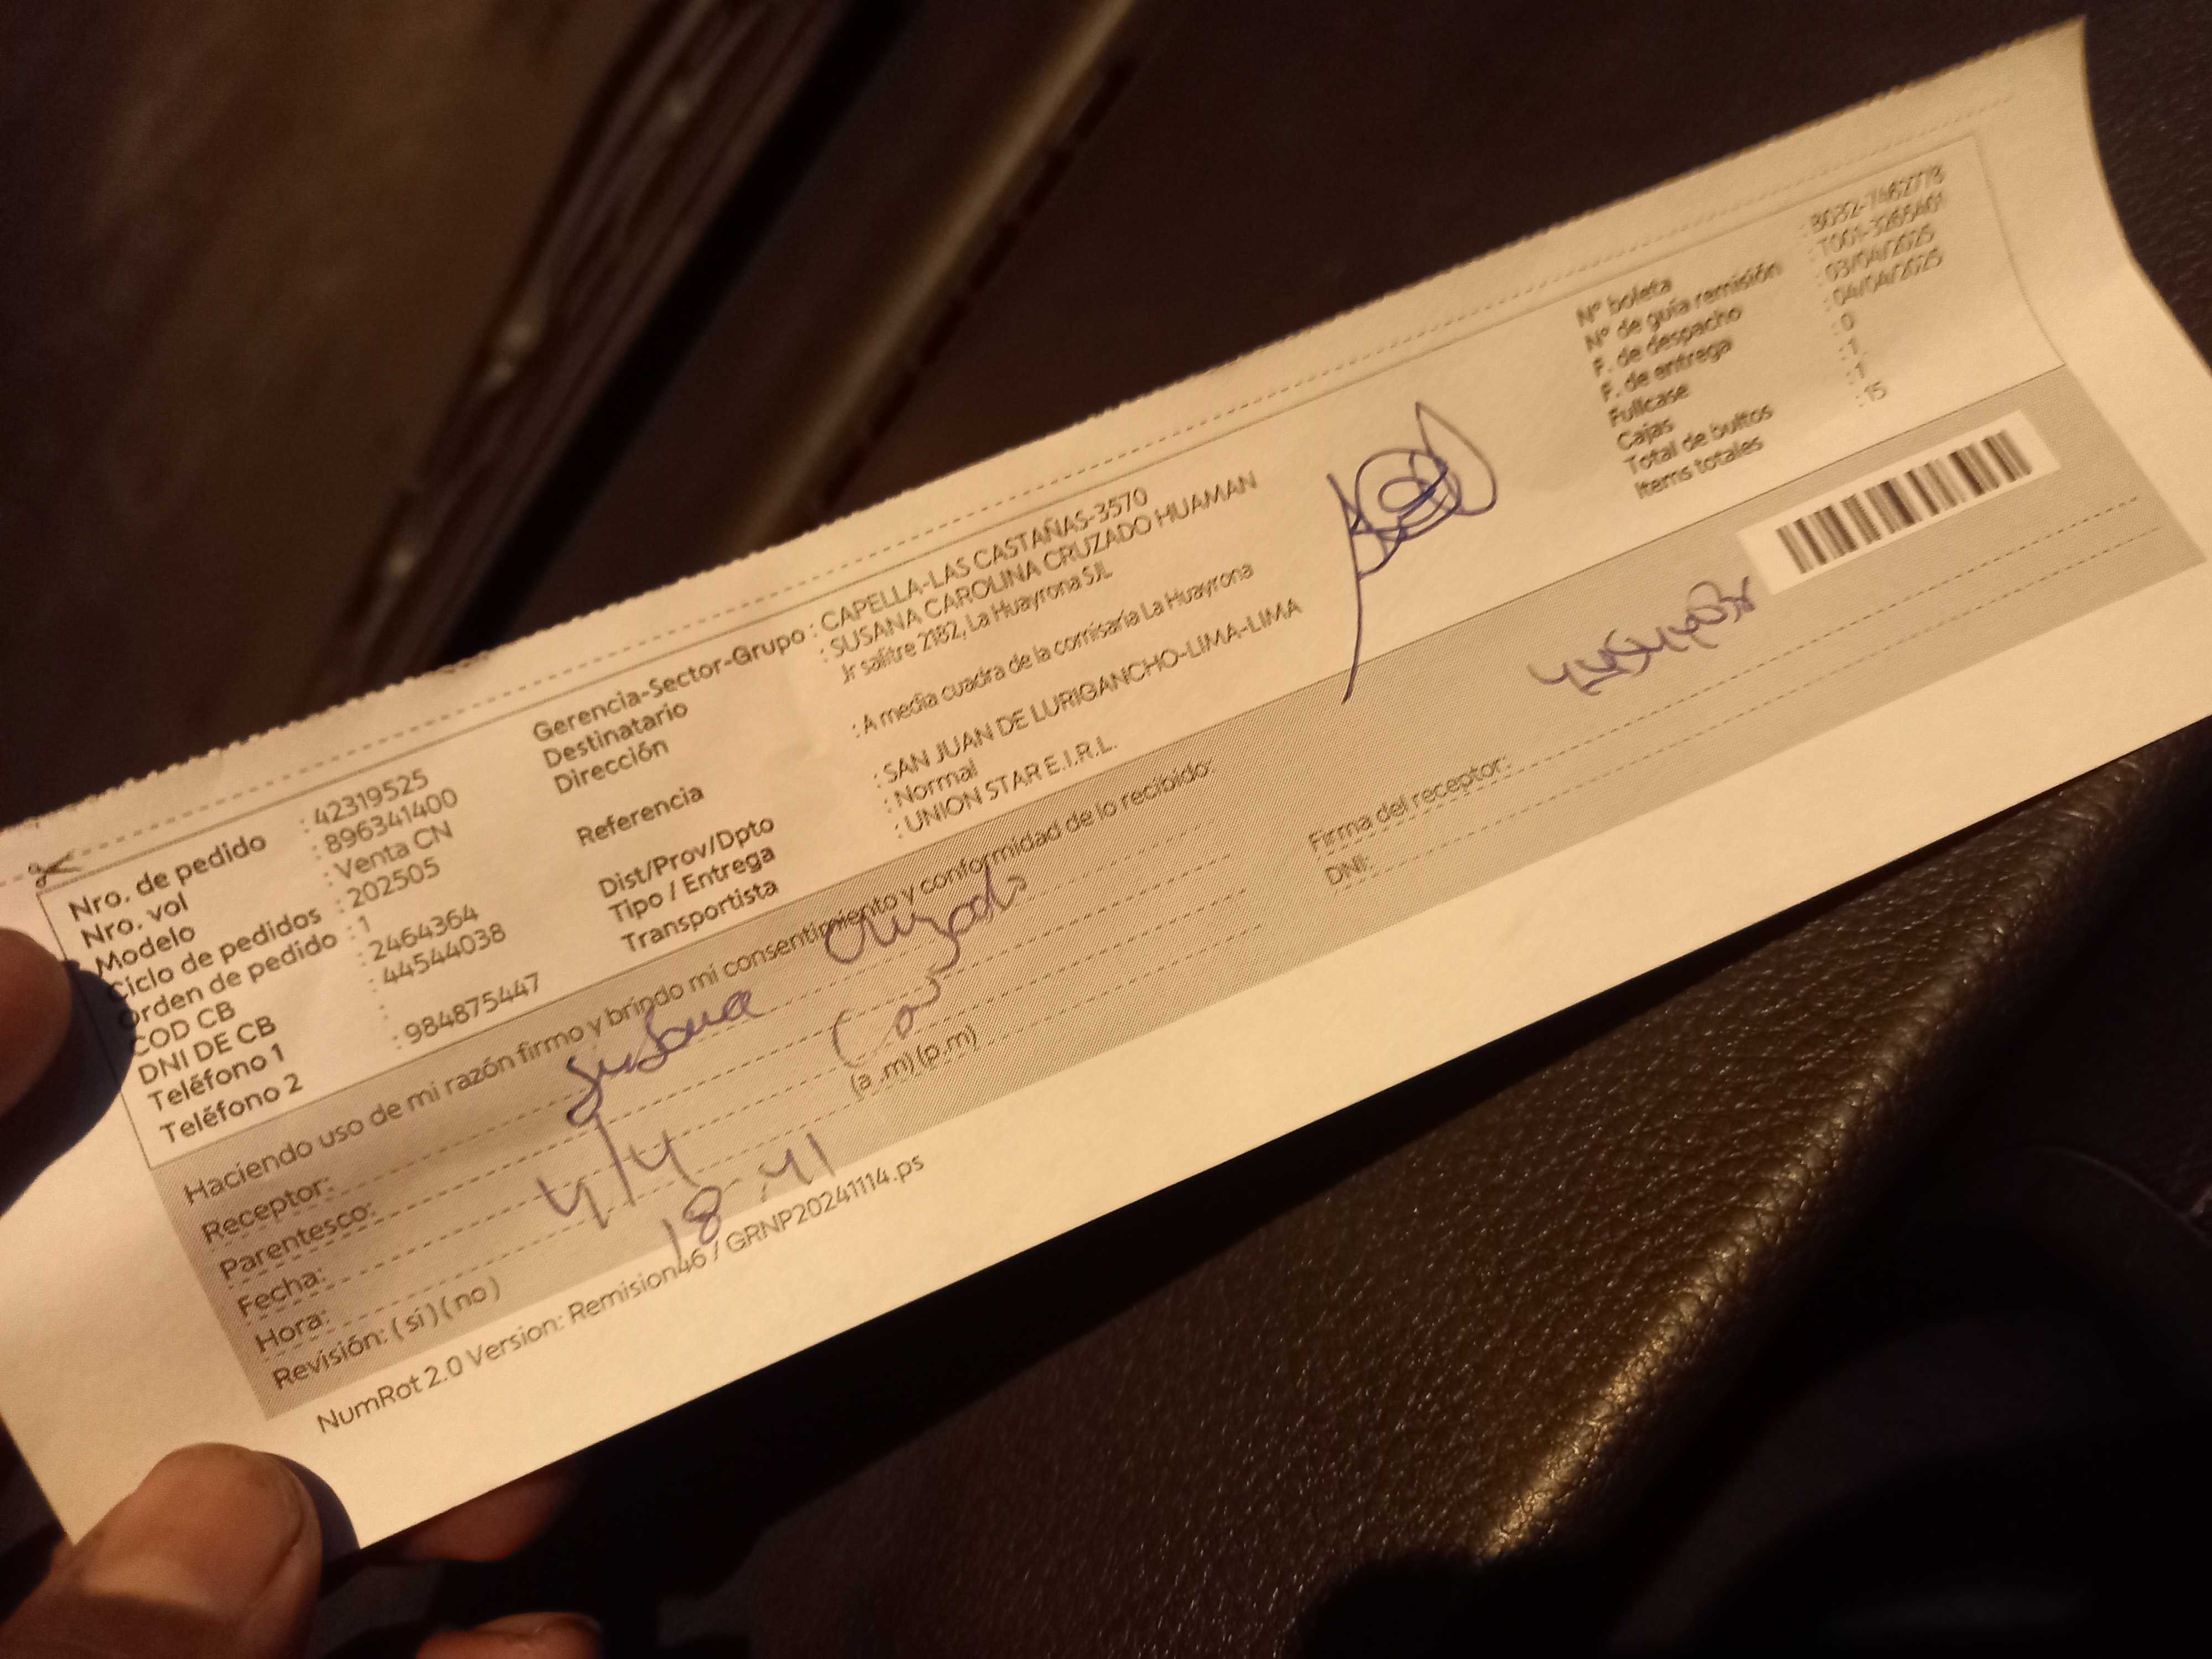 Nro. de pedido : 42319525
Nro. vol : 896341400
Modelo : Venta CN
Ciclo de pedidos : 202505
Orden de pedido : 1
COD CB : 2464364
DNI DE CB : 44544038
Teléfono 1 :
Teléfono 2 : 984875447
Gerencia-Sector-Grupo : CAPELLA-LAS CASTAÑAS-3570
Destinatario : SUSANA CAROLINA CRUZADO HUAMAN
Dirección Jr salitre 2182, La Huayrona SJL
Referencia : A media cuadra de la comisaría La Huayrona
Dist/Prov/Dpto : SAN JUAN DE LURIGANCHO-LIMA-LIMA
Tipo / Entrega : Normal
Transportista : UNION STAR E.I.R.L.
N° boleta : B032-7462778
N° de guía remisión : T001-3265401
F. de despacho : 03/04/2025
F. de entrega : 04/04/2025
Fullcase : 0
Cajas : 1
Total de bultos : 1
Items totales : 15
Haciendo uso de mi razón firmo y brindo mi consentimiento y conformidad de lo recibido:
Receptor: Susana Cruzado
Parentesco:
Fecha: 4/4
Hora: 18:41 (a .m) (p.m)
Revisión: ( sí ) ( no )
Firma del receptor:
DNI:
NumRot 2.0 Version: Remision46 / GRNP20241114.ps